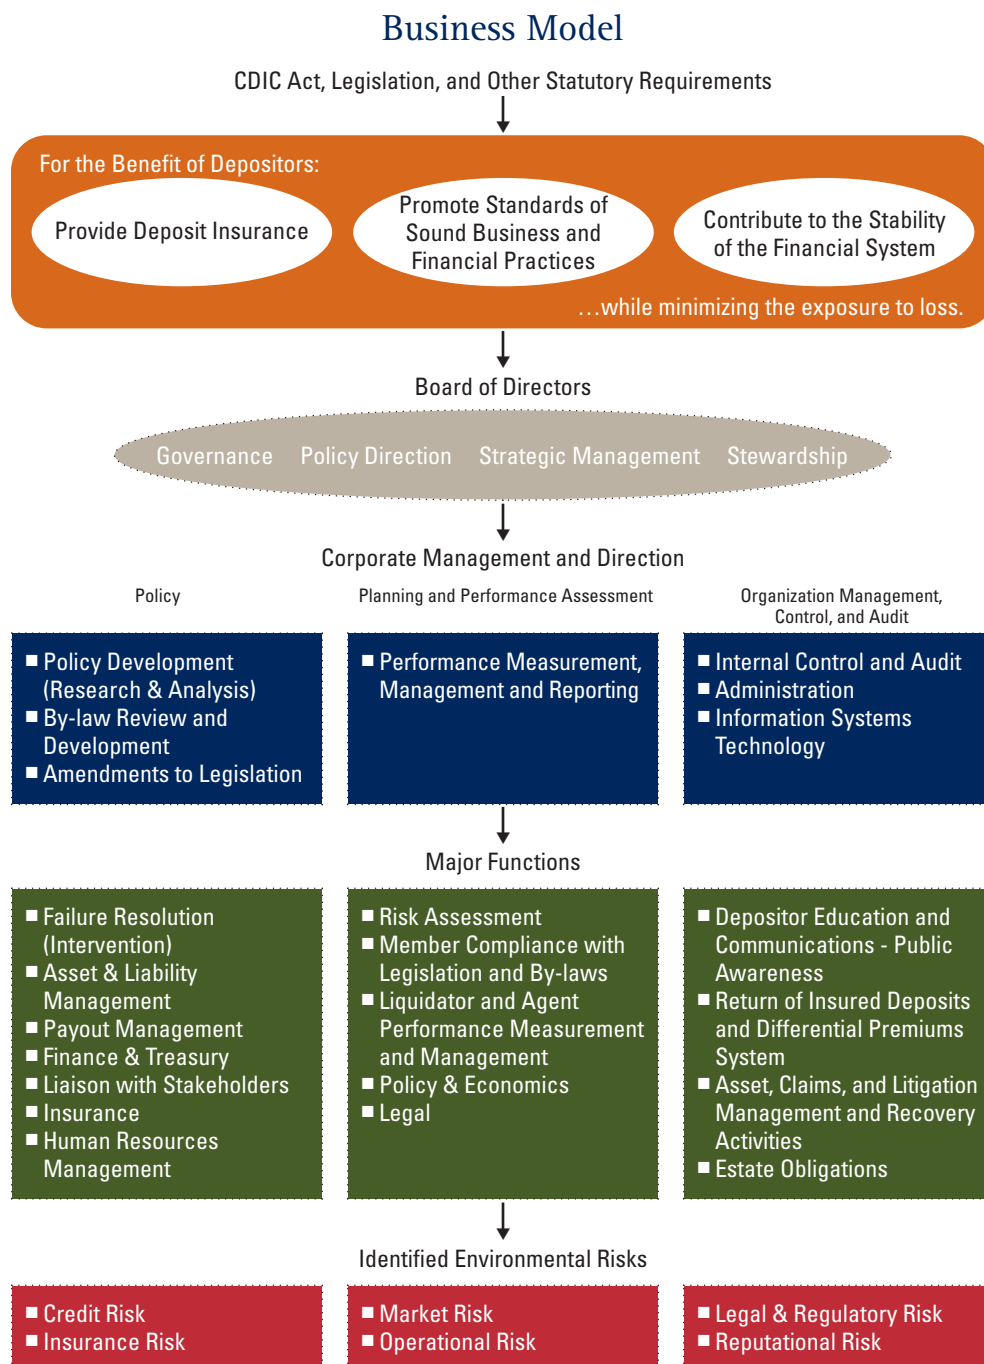 Business Model
CDIC Act, Legislation, and Other Statutory Requirements
For the Benefit of Depositors:
Provide Deposit Insurance
Promote Standards of
Sound Business and
Financial Practices
Contribute to the Stability
of the Financial System
…while minimizing the exposure to loss.
Board of Directors
Governance Policy Direction Strategic Management Stewardship
Corporate Management and Direction
Policy
■ Policy Development
(Research & Analysis)
■ By-law Review and
Development
■ Amendments to Legislation
Planning and Performance Assessment
■ Performance Measurement,
Management and Reporting
Organization Management,
Control, and Audit
■ Internal Control and Audit
■ Administration
■ Information Systems
Technology
Major Functions
■ Failure Resolution
(Intervention)
■ Asset & Liability
Management
■ Payout Management
■ Finance & Treasury
■ Liaison with Stakeholders
■ Insurance
■ Human Resources
Management
■ Risk Assessment
■ Member Compliance with
Legislation and By-laws
■ Liquidator and Agent
Performance Measurement
and Management
■ Policy & Economics
■ Legal
■ Depositor Education and
Communications - Public
Awareness
■ Return of Insured Deposits
and Differential Premiums
System
■ Asset, Claims, and Litigation
Management and Recovery
Activities
■ Estate Obligations
Identified Environmental Risks
■ Credit Risk
■ Insurance Risk
■ Market Risk
■ Operational Risk
■ Legal & Regulatory Risk
■ Reputational Risk